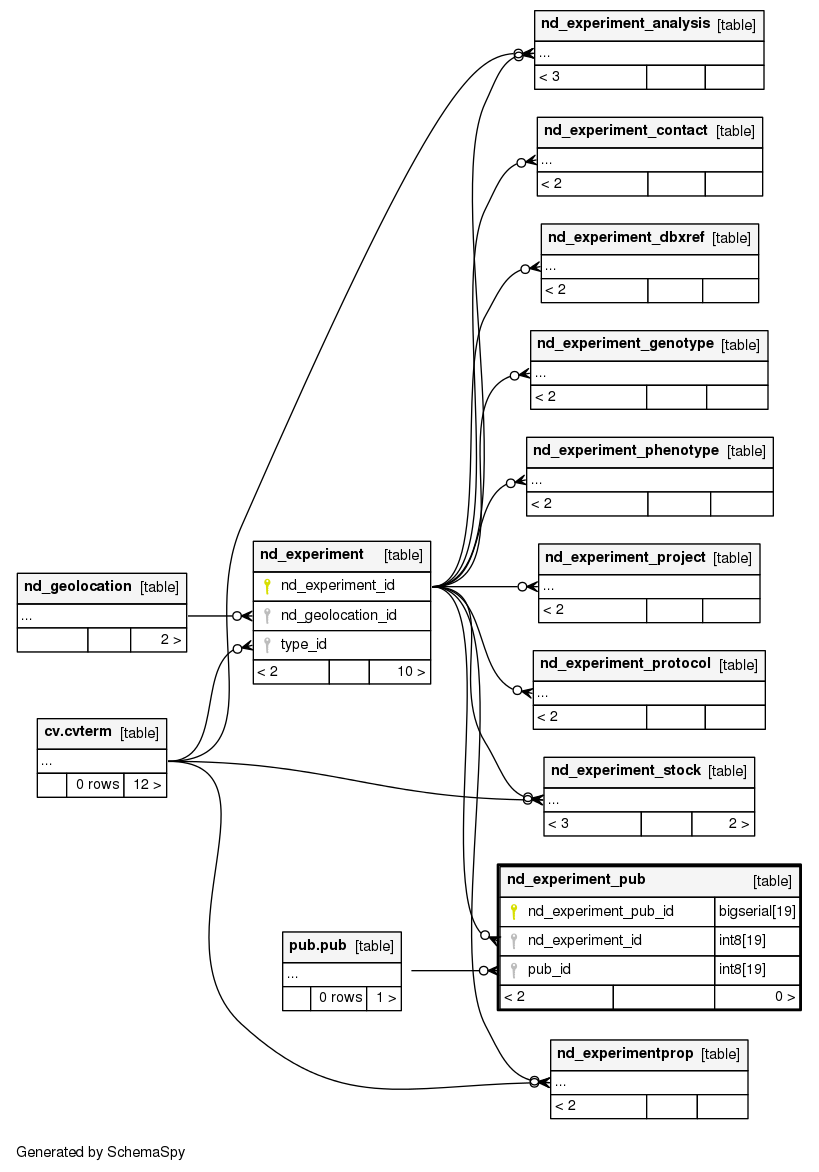 nd_experiment_analysis [table]
...
< 3
nd_experiment_contact [table]
...
< 2
nd_experiment_dbxref [table]
...
< 2
nd_experiment_genotype [table]
...
< 2
nd_experiment_phenotype [table]
...
< 2
nd_experiment [table]
nd_experiment_id
nd_geolocation_id
type_id
< 2 10 >
nd_experiment_project [table]
...
< 2
nd_geolocation [table]
...
2 >
nd_experiment_protocol [table]
...
< 2
cv.cvterm [table]
...
0 rows 12 >
nd_experiment_stock [table]
...
< 3 2 >
nd_experiment_pub [table]
nd_experiment_pub_id bigserial[19]
nd_experiment_id int8[19]
pub_id int8[19]
< 2 0 >
pub.pub [table]
...
0 rows 1 >
nd_experimentprop [table]
...
< 2
Generated by SchemaSpy